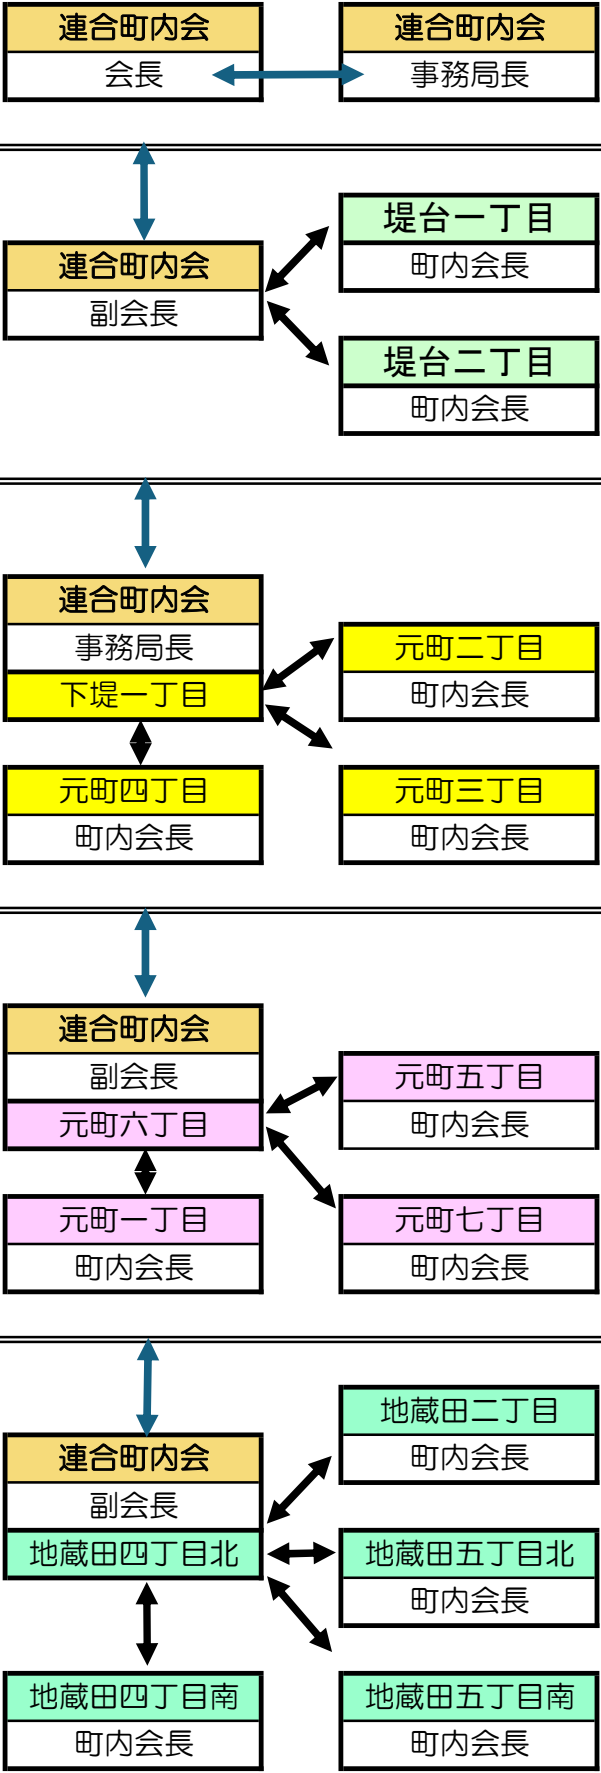 連合町内会
会長
連合町内会
事務局長
堤台一丁目
町内会長
連合町内会
副会長
堤台二丁目
町内会長
連合町内会
事務局長
下堤一丁目
元町二丁目
町内会長
元町四丁目
町内会長
元町三丁目
町内会長
連合町内会
副会長
元町六丁目
元町五丁目
町内会長
元町一丁目
町内会長
元町七丁目
町内会長
地蔵田二丁目
町内会長
連合町内会
副会長
地蔵田四丁目北
地蔵田五丁目北
町内会長
地蔵田四丁目南
町内会長
地蔵田五丁目南
町内会長